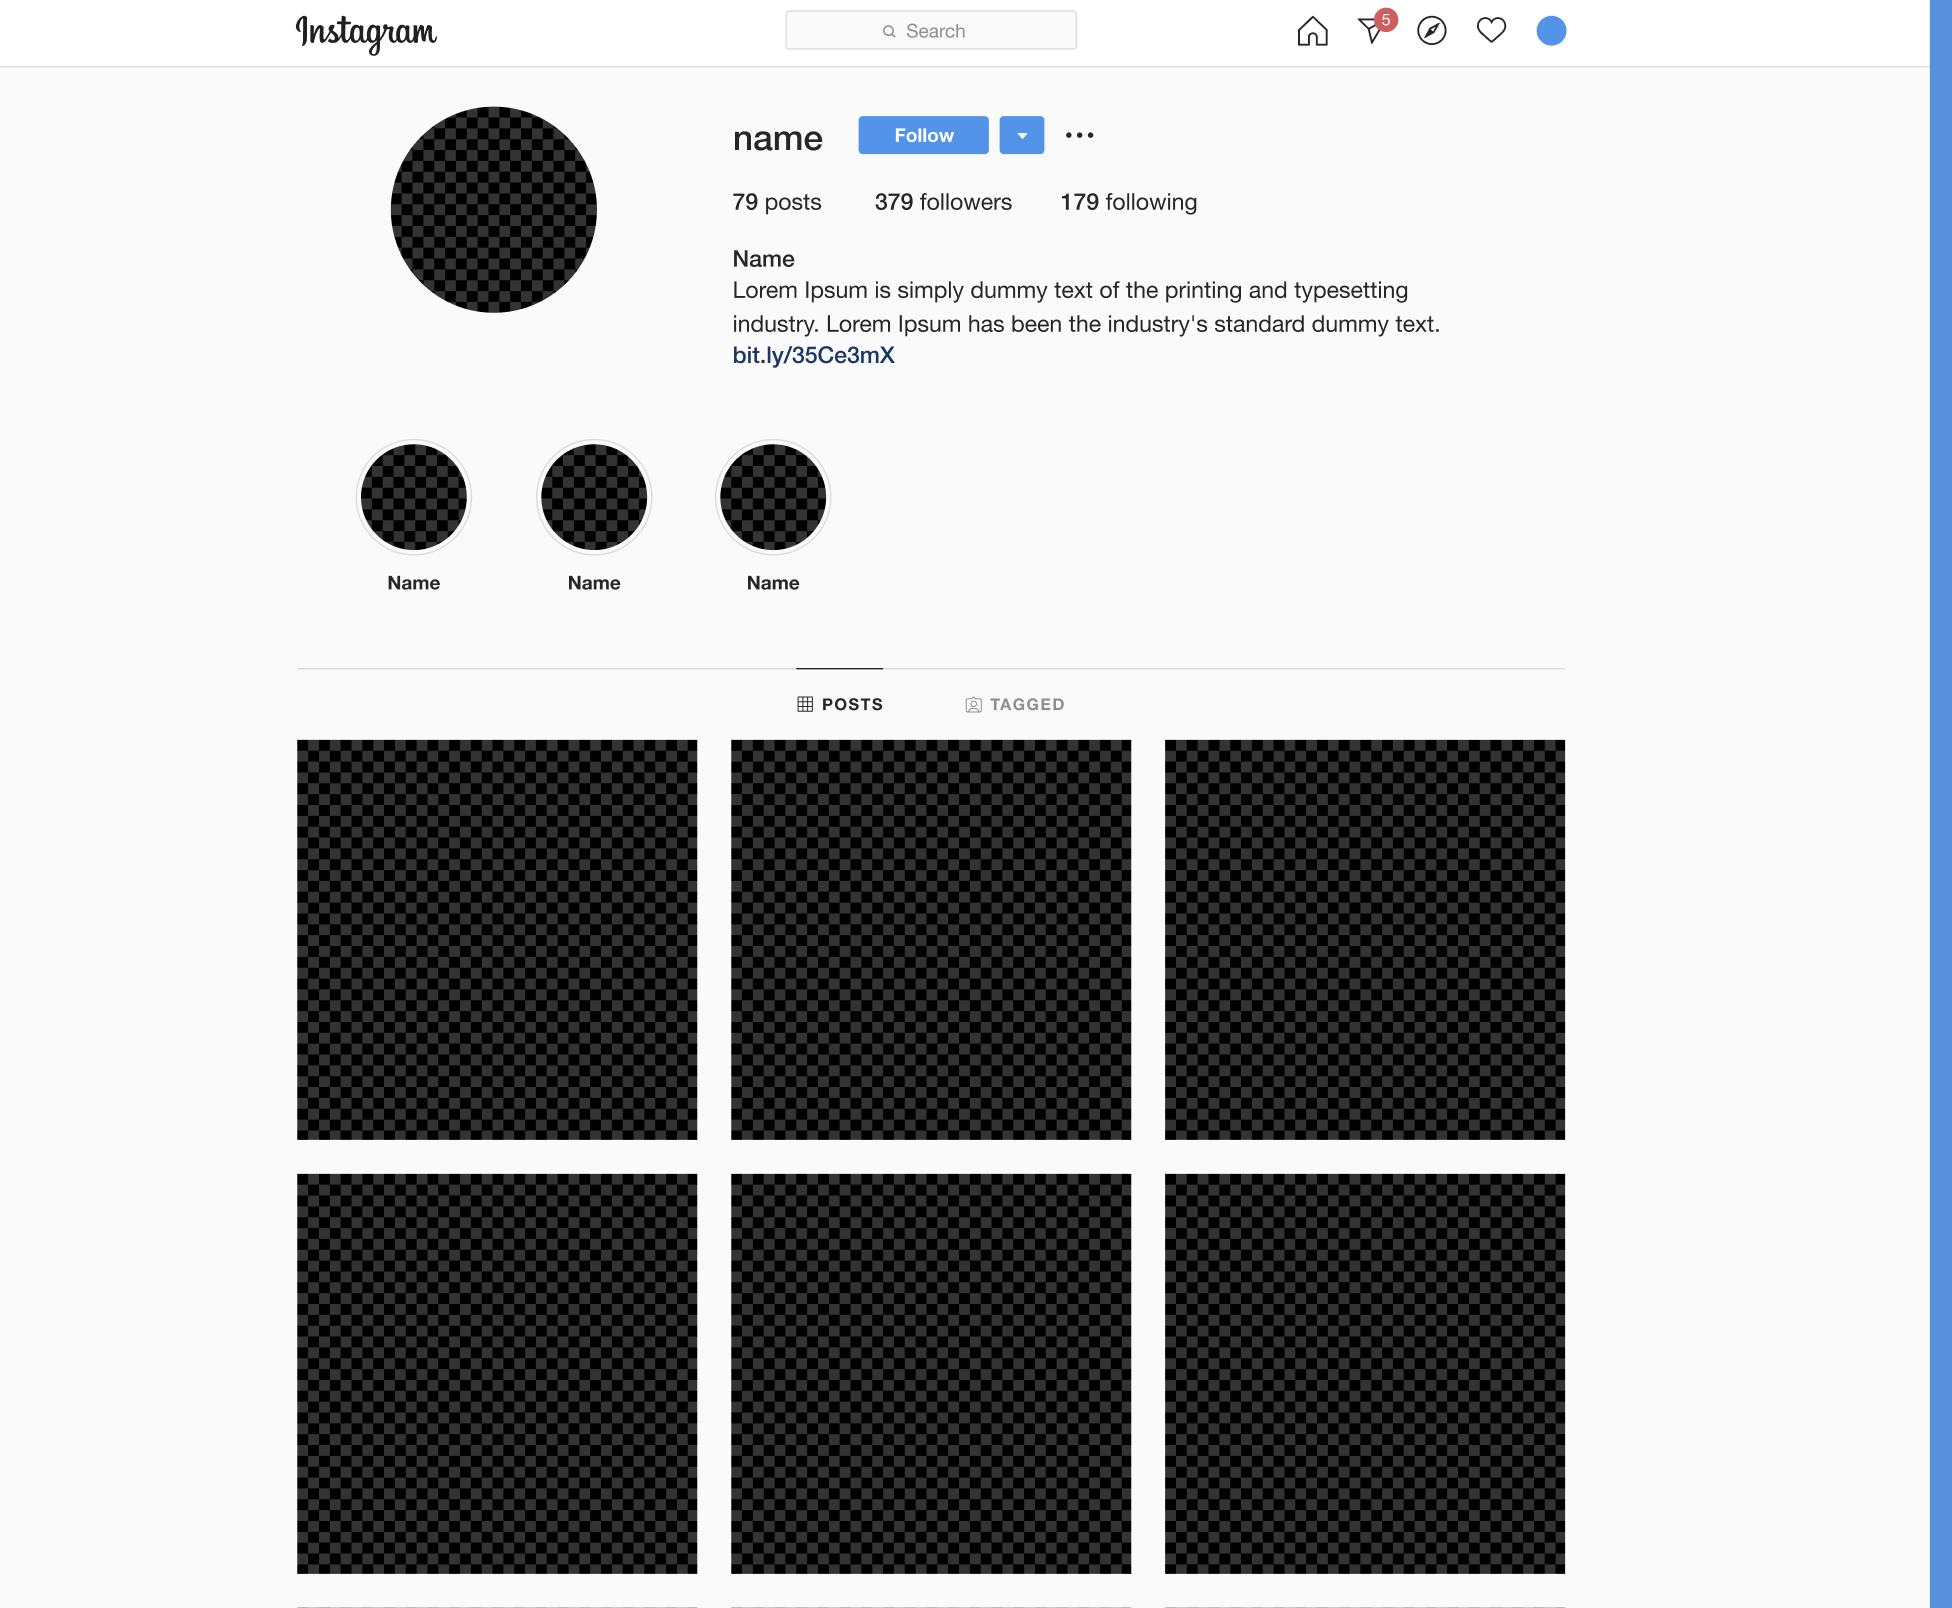 Instagram
Search
5
name
Follow
79 posts 379 followers 179 following
Name
Lorem Ipsum is simply dummy text of the printing and typesetting
industry. Lorem Ipsum has been the industry's standard dummy text.
bit.ly/35Ce3mX
Name Name Name
POSTS TAGGED